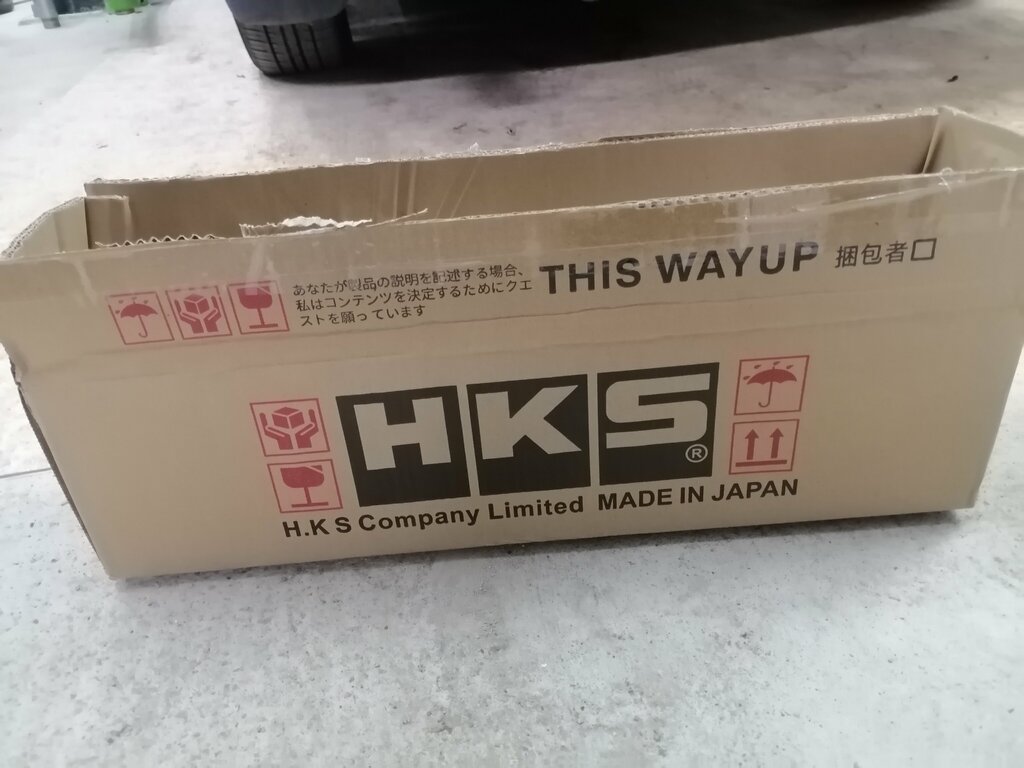 あなたが製品の説明を記述する場合、
私はコンテンツを決定するためにクエ
ストを願っています
THIS WAYUP
捆包者
HKS
®
H.K S Company Limited MADE IN JAPAN